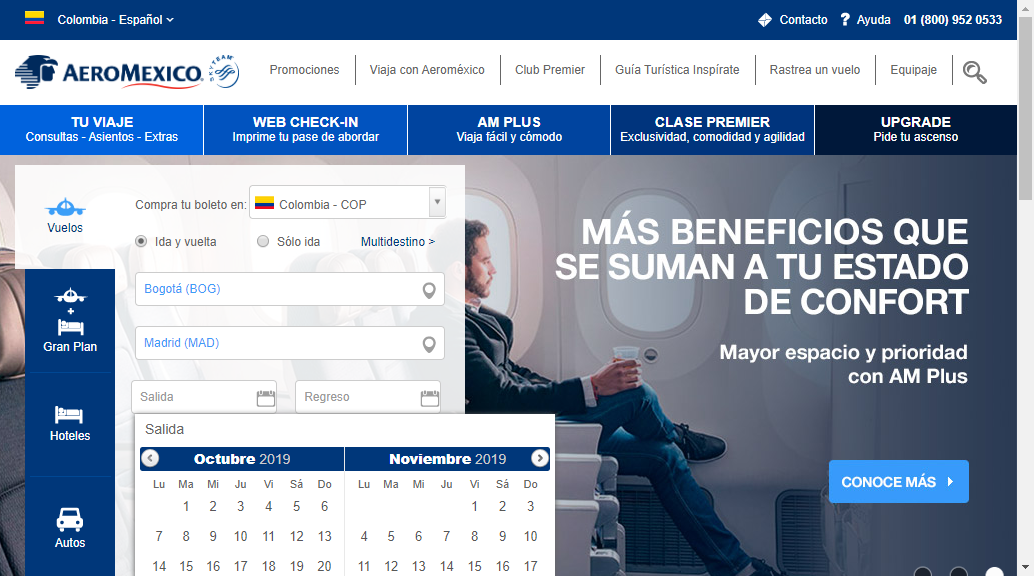 Colombia - Español
Contacto
Ayuda
01 (800) 952 0533
AEROMEXICO.
SKYTEAM
Promociones
Viaja con Aeroméxico
Club Premier
Guía Turística Inspírate
Rastrea un vuelo
Equipaje
TU VIAJE
Consultas - Asientos - Extras
WEB CHECK-IN
Imprime tu pase de abordar
AM PLUS
Viaja fácil y cómodo
CLASE PREMIER
Exclusividad, comodidad y agilidad
UPGRADE
Pide tu ascenso
Vuelos
+
Gran Plan
Hoteles
Autos
Compra tu boleto en:
Colombia - COP
Ida y vuelta
Sólo ida
Multidestino >
Bogotá (BOG)
Madrid (MAD)
Salida
Regreso
Salida
Octubre 2019
Lu Ma Mi Ju Vi Sá Do
1 2 3 4 5 6
7 8 9 10 11 12 13
14 15 16 17 18 19 20
Noviembre 2019
Lu Ma Mi Ju Vi Sá Do
1 2 3
4 5 6 7 8 9 10
11 12 13 14 15 16 17
MÁS BENEFICIOS QUE
SE SUMAN A TU ESTADO
DE CONFORT
Mayor espacio y prioridad
con AM Plus
CONOCE MÁS